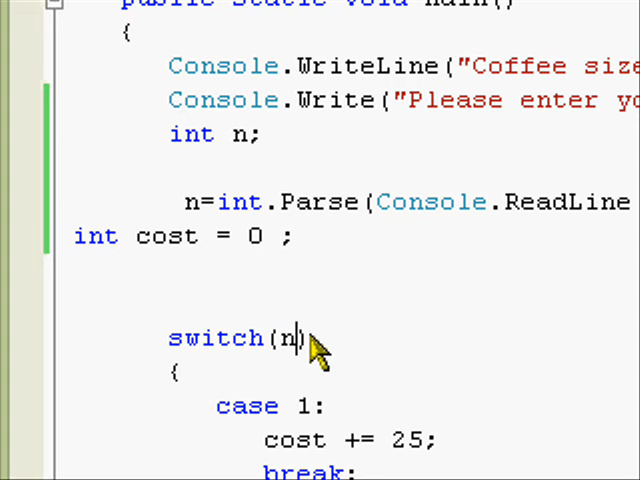 public static void Main()
{
Console.WriteLine("Coffee size
Console.Write("Please enter yo
int n;
n=int.Parse(Console.ReadLine
int cost = 0 ;
switch(n)
{
case 1:
cost += 25;
break;